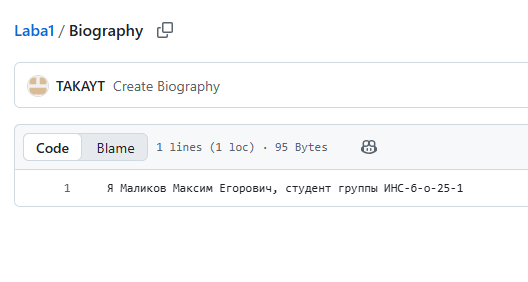 Laba1 / Biography
TAKAYT Create Biography
Code Blame 1 lines (1 loc) · 95 Bytes
1 Я Маликов Максим Егорович, студент группы ИНС-б-о-25-1